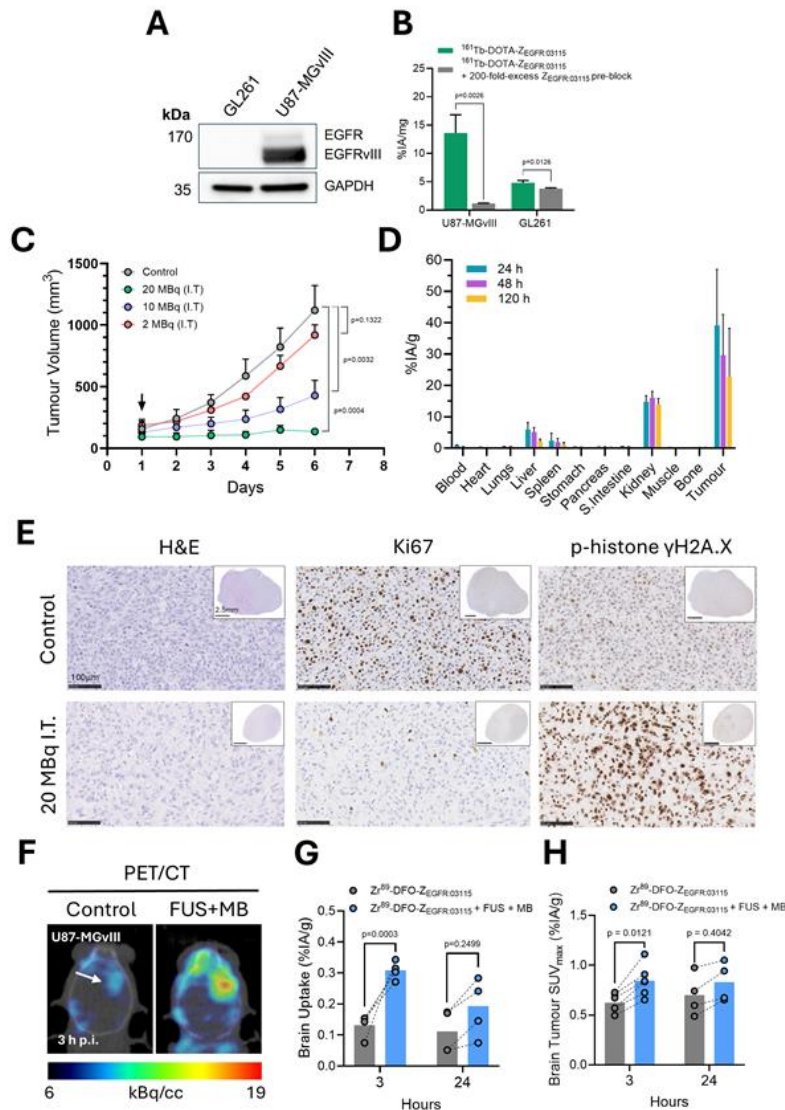 A
GL261
U87-MGvIII
kDa
170
EGFR
EGFRvIII
35
GAPDH
B
161Tb-DOTA-ZEGFR:03115
161Tb-DOTA-ZEGFR:03115
+ 200-fold-excess ZEGFR:03115 pre-block
%IA/mg
25
20
15
10
5
0
p=0.0026
p=0.0126
U87-MGvIII
GL261
C
Control
20 MBq (I.T)
10 MBq (I.T)
2 MBq (I.T)
Tumour Volume (mm3)
1500
1000
500
0
p=0.1322
p=0.0032
p=0.0004
0 1 2 3 4 5 6 7 8
Days
D
24 h
48 h
120 h
%IA/g
60
50
40
30
20
10
0
Blood
Heart
Lungs
Liver
Spleen
Stomach
Pancreas
S.Intestine
Kidney
Muscle
Bone
Tumour
E
H&E
Ki67
p-histone γH2A.X
Control
2.5mm
100µm
20 MBq I.T.
F
PET/CT
Control
FUS+MB
U87-MGvIII
3 h p.i.
6
kBq/cc
19
G
Zr89-DFO-ZEGFR:03115
Zr89-DFO-ZEGFR:03115 + FUS + MB
Brain Uptake (%IA/g)
0.5
0.4
0.3
0.2
0.1
0.0
p=0.0003
p=0.2499
3
24
Hours
H
Zr89-DFO-ZEGFR:03115
Zr89-DFO-ZEGFR:03115 + FUS + MB
Brain Tumour SUVmax (%IA/g)
1.5
1.0
0.5
0.0
p = 0.0121
p = 0.4042
3
24
Hours